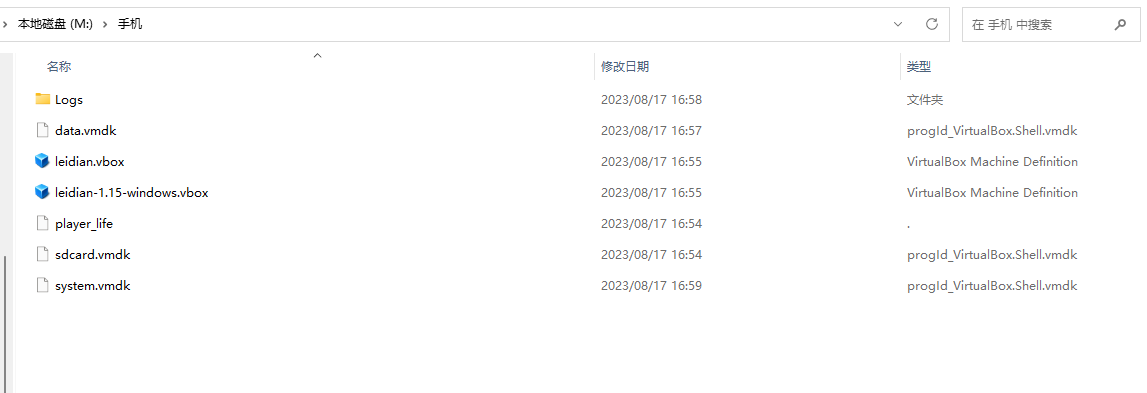 本地磁盘 (M:) 手机 在 手机 中搜索
名称 修改日期 类型
Logs 2023/08/17 16:58 文件夹
data.vmdk 2023/08/17 16:57 progId_VirtualBox.Shell.vmdk
leidian.vbox 2023/08/17 16:55 VirtualBox Machine Definition
leidian-1.15-windows.vbox 2023/08/17 16:55 VirtualBox Machine Definition
player_life 2023/08/17 16:54 .
sdcard.vmdk 2023/08/17 16:54 progId_VirtualBox.Shell.vmdk
system.vmdk 2023/08/17 16:59 progId_VirtualBox.Shell.vmdk